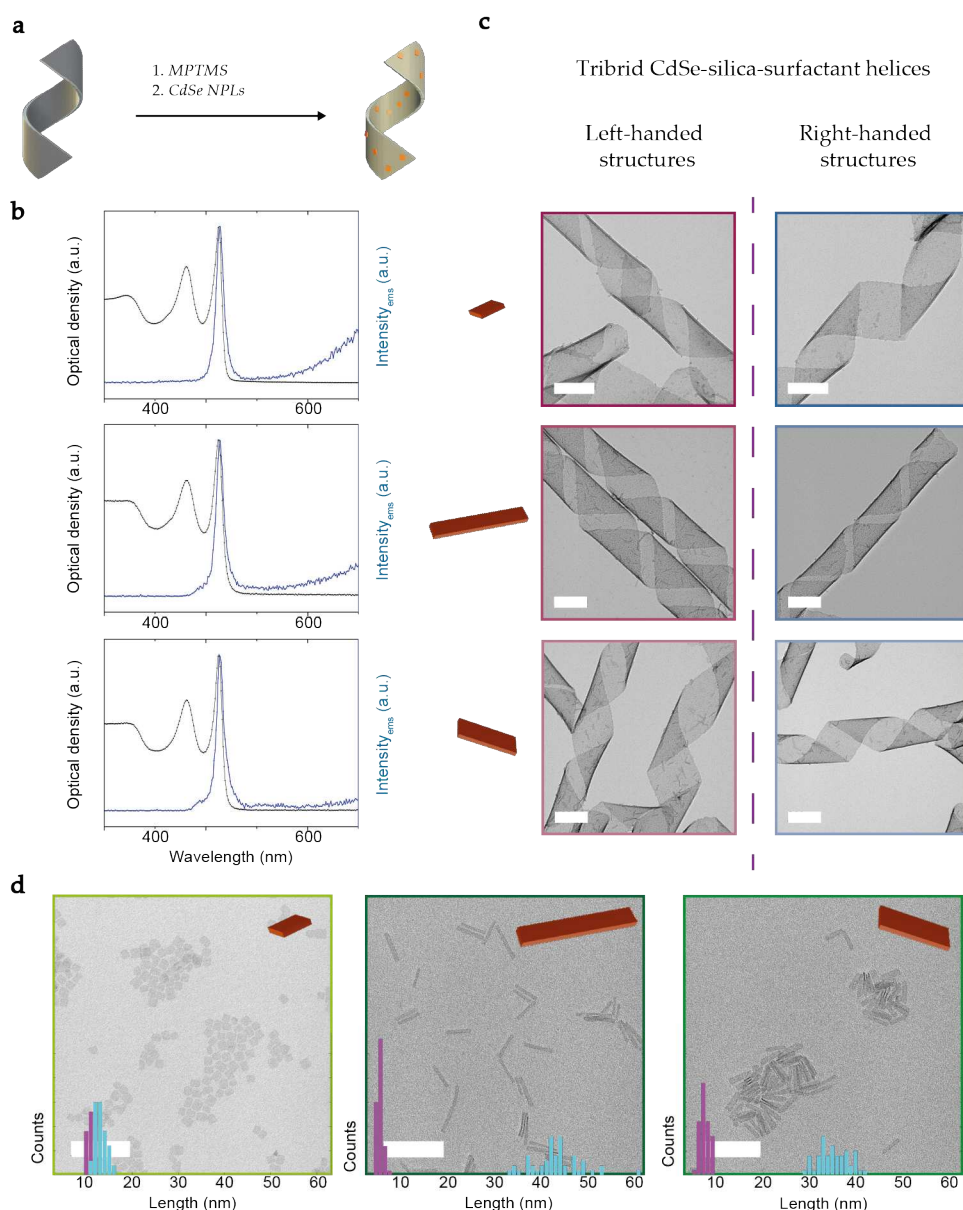 a
1. MPTMS
2. CdSe NPLs
c
Tribrid CdSe-silica-surfactant helices
Left-handed
structures
Right-handed
structures
b
Optical density (a.u.)
Intensityems (a.u.)
400
600
Optical density (a.u.)
Intensityems (a.u.)
400
600
Optical density (a.u.)
Intensityems (a.u.)
400
600
Wavelength (nm)
d
Counts
10 20 30 40 50 60
Length (nm)
Counts
10 20 30 40 50 60
Length (nm)
Counts
10 20 30 40 50 60
Length (nm)